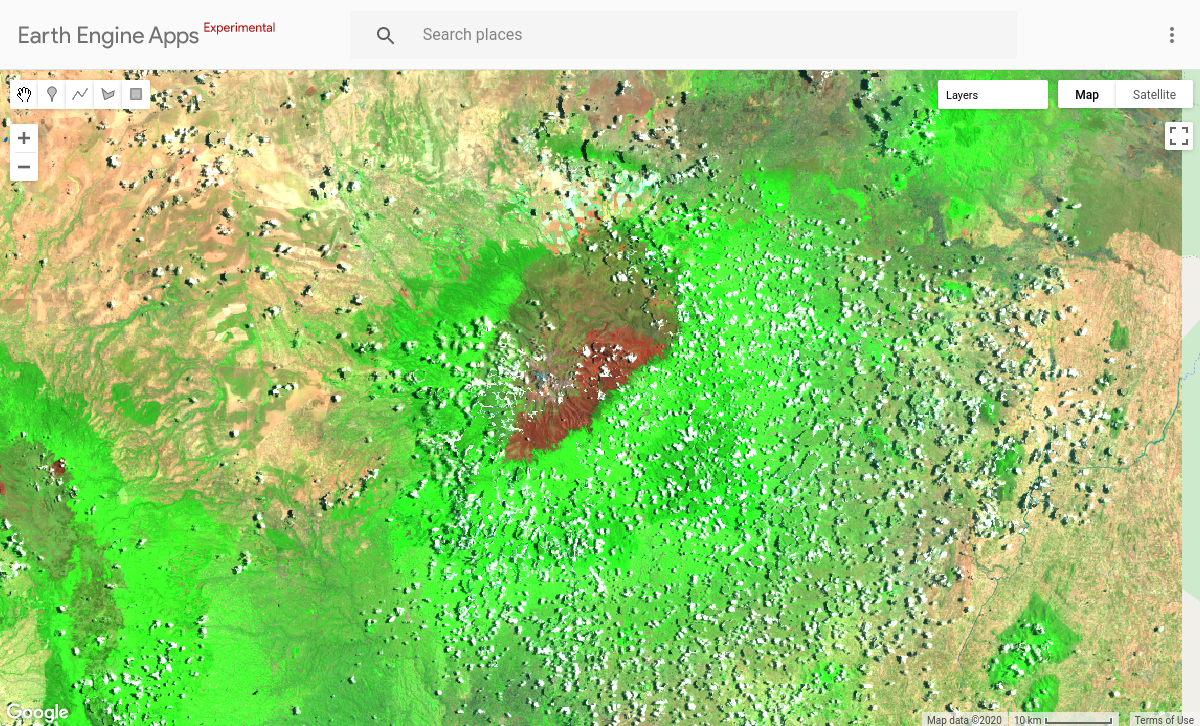 Earth Engine Apps Experimental
Search places
Layers
Map
Satellite
+
−
Google
Map data ©2020
10 km
Terms of Use